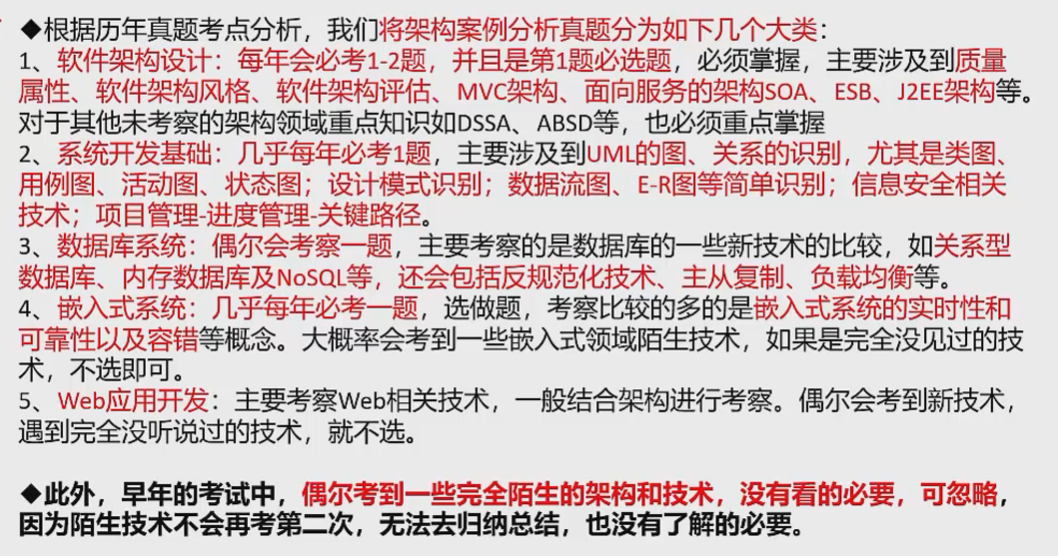 ◆根据历年真题考点分析，我们将架构案例分析真题分为如下几个大类：
1、软件架构设计：每年会必考1-2题，并且是第1题必选题，必须掌握，主要涉及到质量
属性、软件架构风格、软件架构评估、MVC架构、面向服务的架构SOA、ESB、J2EE架构等。
对于其他未考察的架构领域重点知识如DSSA、ABSD等，也必须重点掌握
2、系统开发基础：几乎每年必考1题，主要涉及到UML的图、关系的识别，尤其是类图、
用例图、活动图、状态图；设计模式识别；数据流图、E-R图等简单识别；信息安全相关
技术；项目管理-进度管理-关键路径。
3、数据库系统：偶尔会考察一题，主要考察的是数据库的一些新技术的比较，如关系型
数据库、内存数据库及NoSQL等，还会包括反规范化技术、主从复制、负载均衡等。
4、嵌入式系统：几乎每年必考一题，选做题，考察比较的多的是嵌入式系统的实时性和
可靠性以及容错等概念。大概率会考到一些嵌入式领域陌生技术，如果是完全没见过的技
术，不选即可。
5、Web应用开发：主要考察Web相关技术，一般结合架构进行考察。偶尔会考到新技术，
遇到完全没听说过的技术，就不选。
◆此外，早年的考试中，偶尔考到一些完全陌生的架构和技术，没有看的必要，可忽略，
因为陌生技术不会再考第二次，无法去归纳总结，也没有了解的必要。